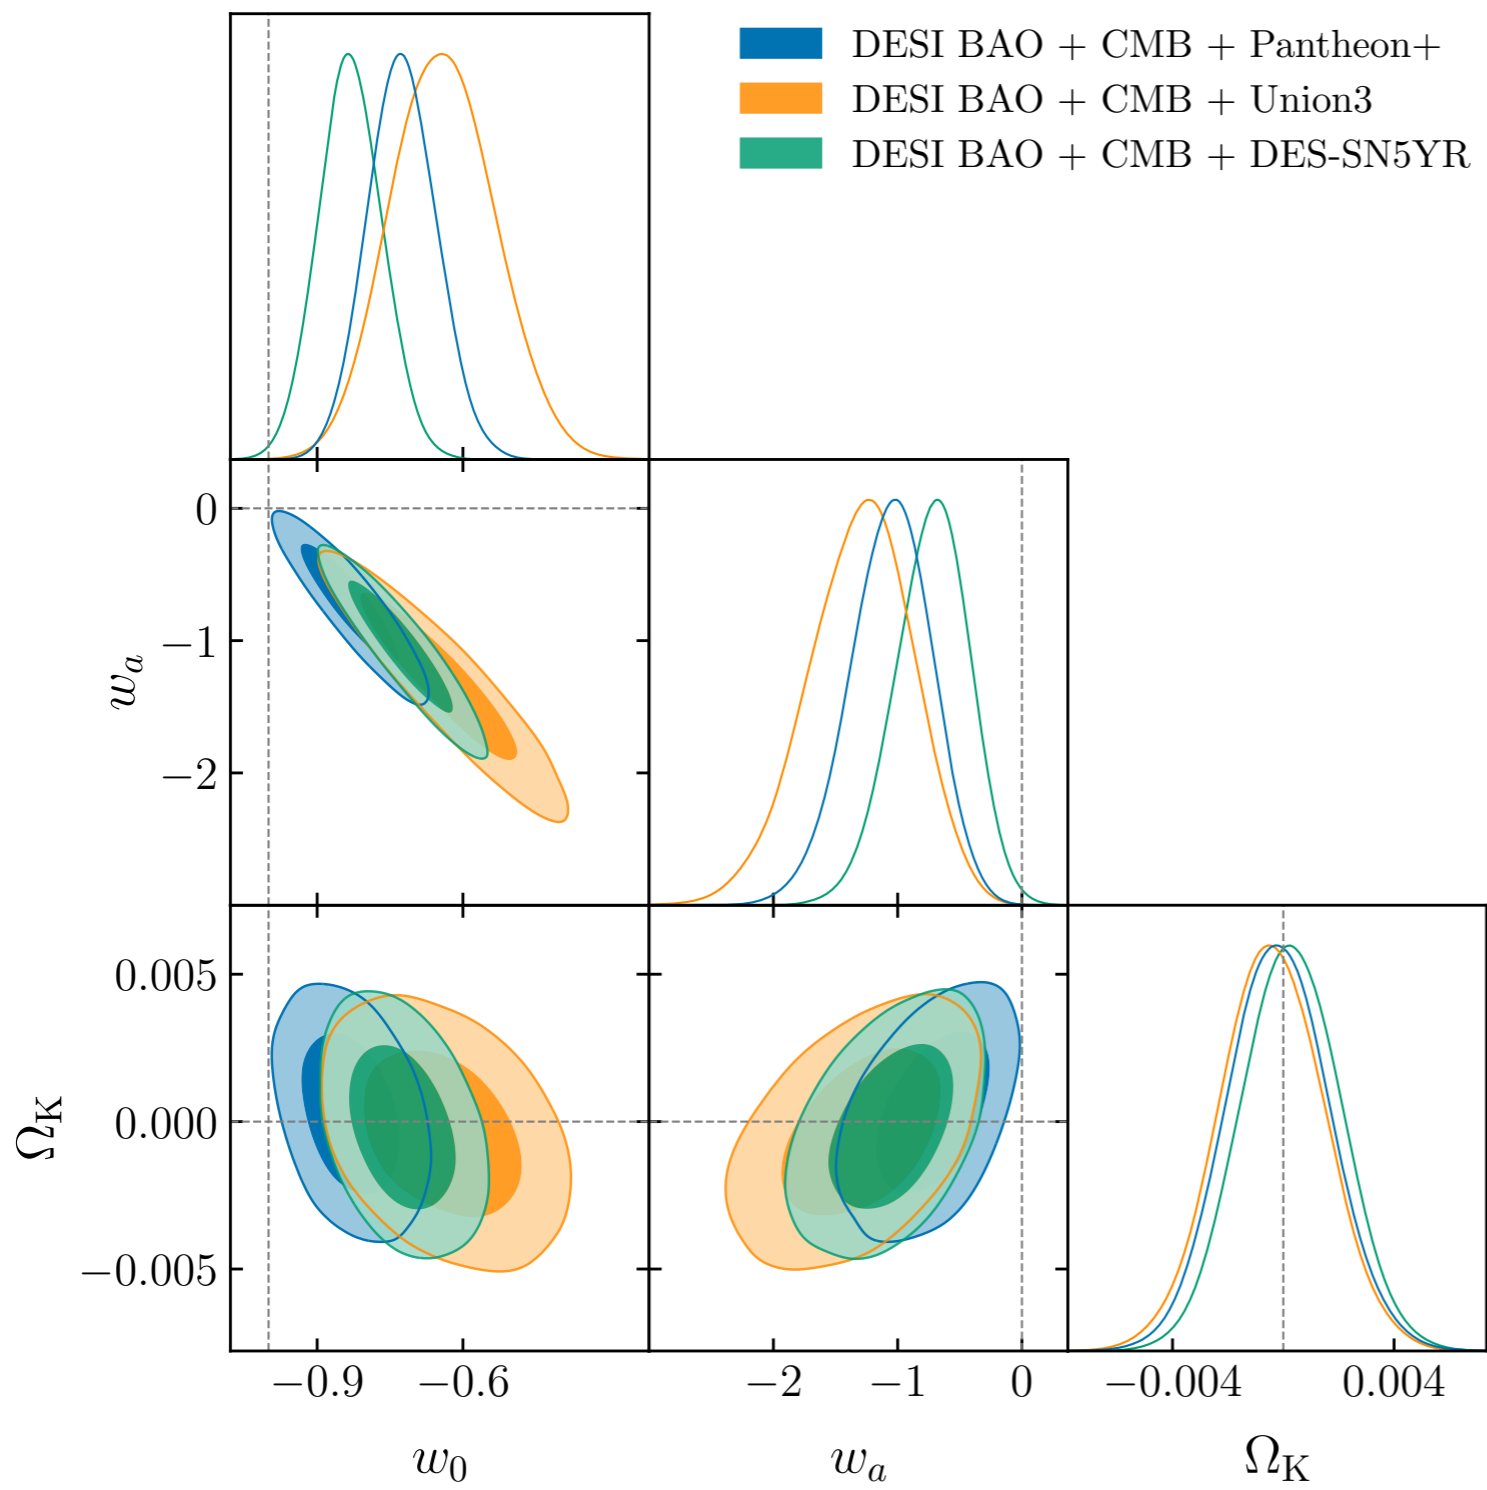 DESI BAO + CMB + Pantheon+
DESI BAO + CMB + Union3
DESI BAO + CMB + DES-SN5YR
0
−1
−2
w_a
0.005
0.000
−0.005
Ω_K
−0.9 −0.6
−2 −1 0
−0.004 0.004
w_0
w_a
Ω_K